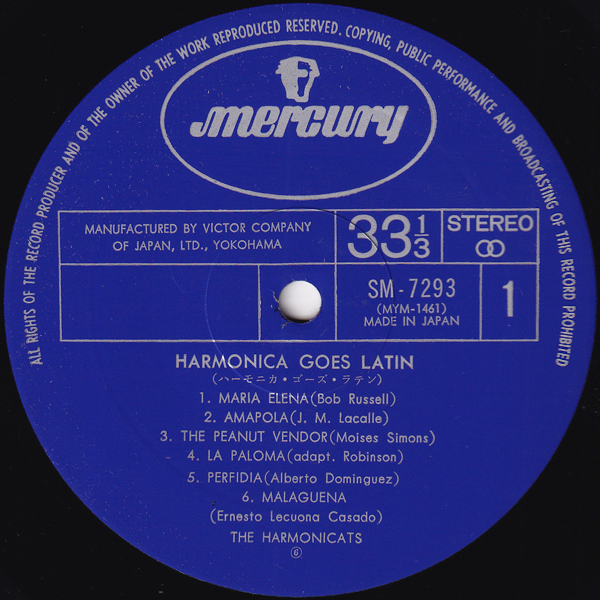 ALL RIGHTS OF THE RECORD PRODUCER AND OF THE OWNER OF THE WORK REPRODUCED RESERVED. COPYING, PUBLIC PERFORMANCE AND BROADCASTING OF THIS RECORD PROHIBITED
mercury
MANUFACTURED BY VICTOR COMPANY
OF JAPAN, LTD., YOKOHAMA
33 1/3
STEREO
SM-7293
(MYM-1461)
MADE IN JAPAN
1
HARMONICA GOES LATIN
(ハーモニカ・ゴーズ・ラテン)
1. MARIA ELENA(Bob Russell)
2. AMAPOLA(J. M. Lacalle)
3. THE PEANUT VENDOR(Moises Simons)
4. LA PALOMA(adapt. Robinson)
5. PERFIDIA(Alberto Dominguez)
6. MALAGUENA
(Ernesto Lecuona Casado)
THE HARMONICATS